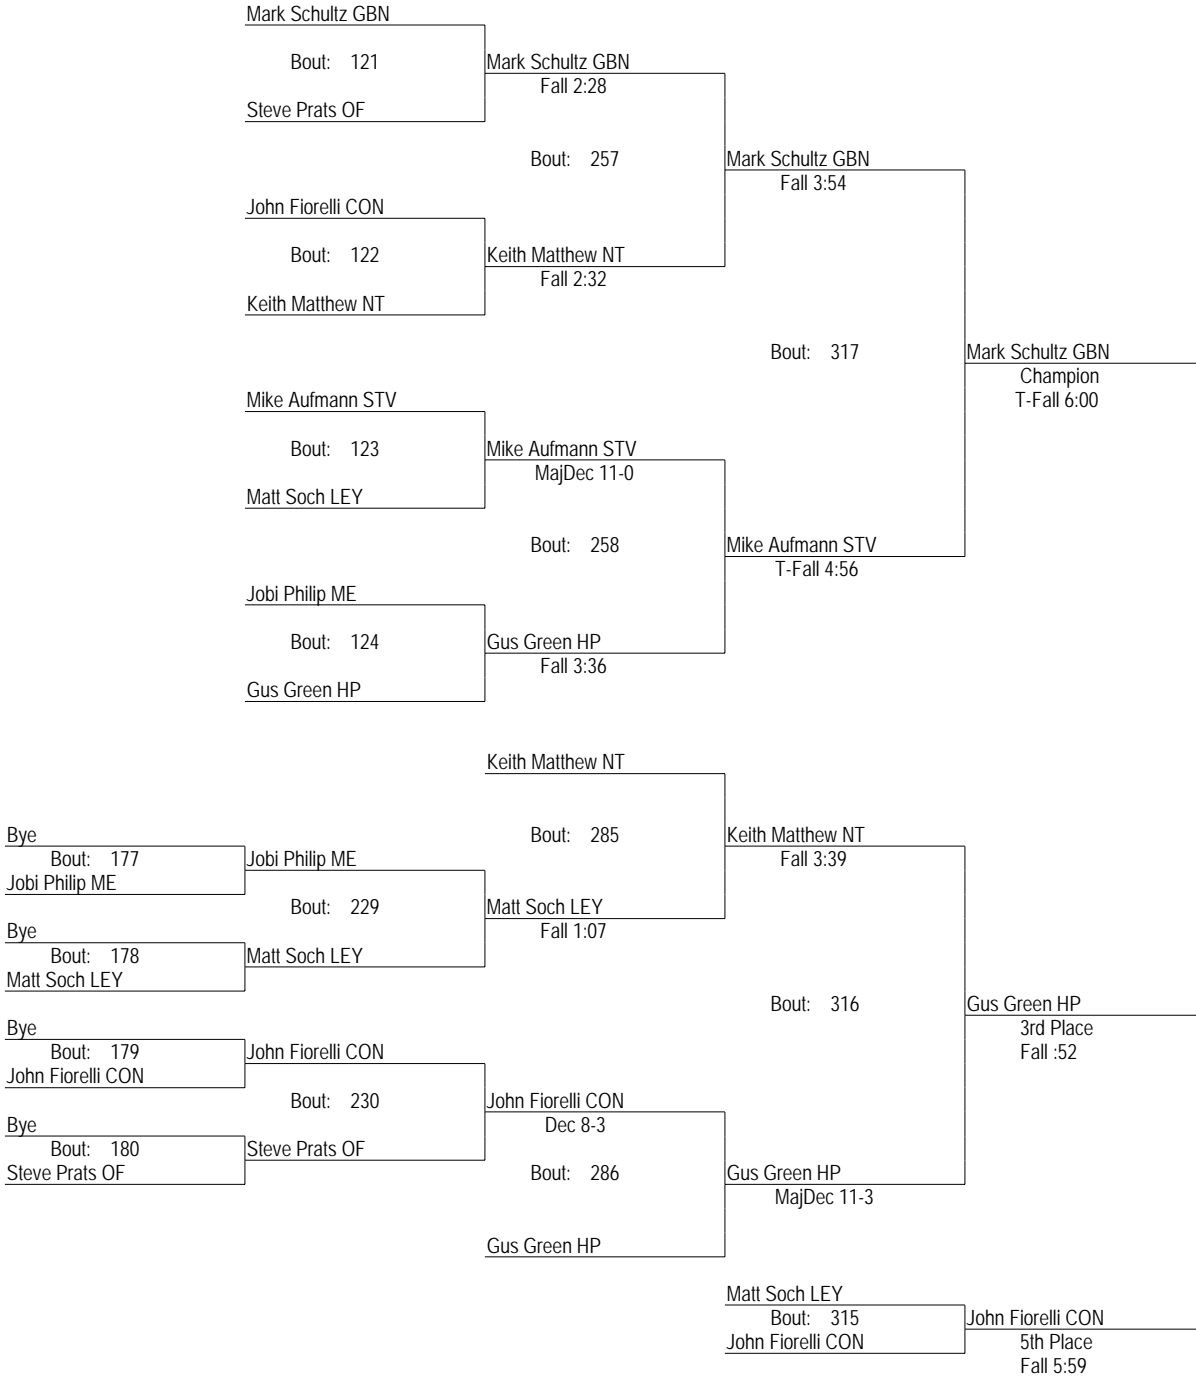 Mark Schultz GBN
Bout: 121
Mark Schultz GBN
Fall 2:28
Steve Prats OF
Bout: 257
Mark Schultz GBN
Fall 3:54
John Fiorelli CON
Bout: 122
Keith Matthew NT
Fall 2:32
Keith Matthew NT
Bout: 317
Mark Schultz GBN
Champion
T-Fall 6:00
Mike Aufmann STV
Bout: 123
Mike Aufmann STV
MajDec 11-0
Matt Soch LEY
Bout: 258
Mike Aufmann STV
T-Fall 4:56
Jobi Philip ME
Bout: 124
Gus Green HP
Fall 3:36
Gus Green HP
Keith Matthew NT
Bout: 285
Keith Matthew NT
Fall 3:39
Bye
Bout: 177
Jobi Philip ME
Jobi Philip ME
Bout: 229
Matt Soch LEY
Fall 1:07
Bye
Bout: 178
Matt Soch LEY
Matt Soch LEY
Bout: 316
Gus Green HP
3rd Place
Fall :52
Bye
Bout: 179
John Fiorelli CON
John Fiorelli CON
Bout: 230
John Fiorelli CON
Dec 8-3
Bye
Bout: 180
Steve Prats OF
Steve Prats OF
Bout: 286
Gus Green HP
MajDec 11-3
Gus Green HP
Matt Soch LEY
Bout: 315
John Fiorelli CON
John Fiorelli CON
5th Place
Fall 5:59